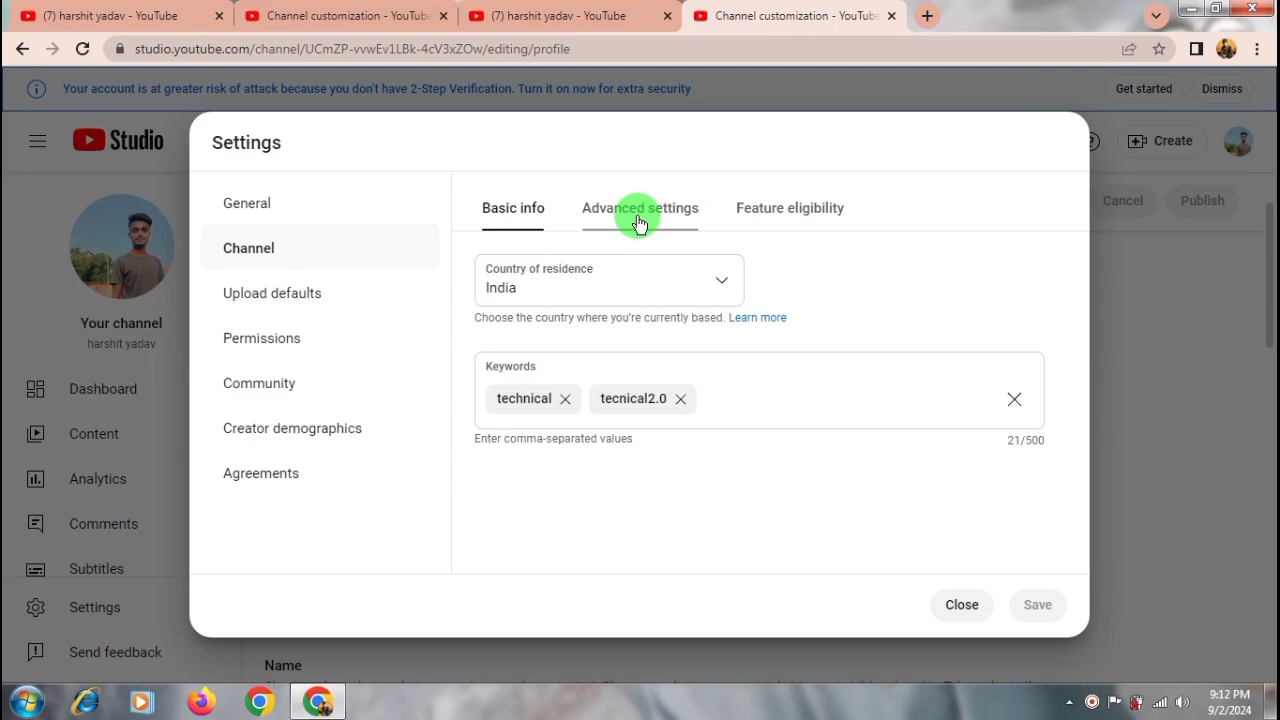 (7) harshit yadav - YouTube
Channel customization - YouTube
(7) harshit yadav - YouTube
Channel customization - YouTube
studio.youtube.com/channel/UCmZP-vvwEv1LBk-4cV3xZOw/editing/profile
Your account is at greater risk of attack because you don't have 2-Step Verification. Turn it on now for extra security
Get started
Dismiss
Studio
Create
Cancel
Publish
Your channel
harshit yadav
Dashboard
Content
Analytics
Comments
Subtitles
Settings
Send feedback
Settings
General
Channel
Upload defaults
Permissions
Community
Creator demographics
Agreements
Basic info
Advanced settings
Feature eligibility
Country of residence
India
Choose the country where you're currently based. Learn more
Keywords
technical
tecnical2.0
Enter comma-separated values
21/500
Close
Save
Name
9:12 PM
9/2/2024